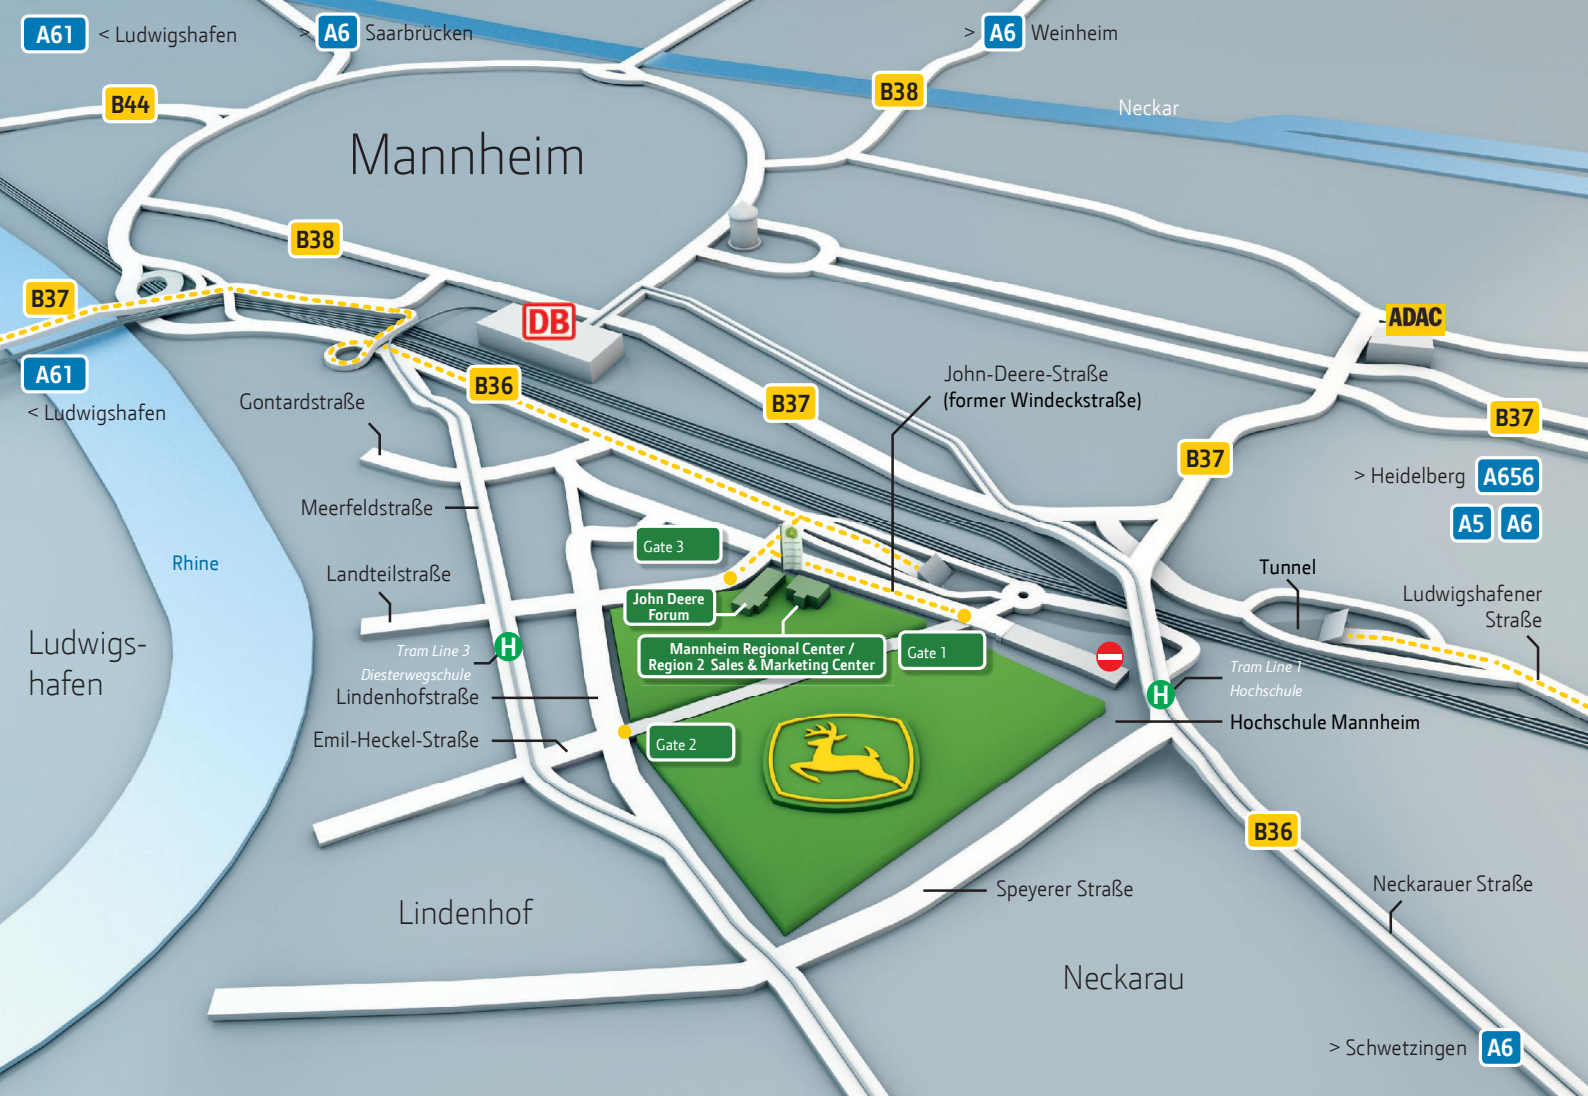 A61 < Ludwigshafen
> A6 Saarbrücken
> A6 Weinheim
B44
B38
Neckar
Mannheim
B38
B37
DB
ADAC
A61
< Ludwigshafen
B36
B37
John-Deere-Straße
(former Windeckstraße)
Gontardstraße
B37
B37
> Heidelberg A656
A5 A6
Meerfeldstraße
Gate 3
Rhine
Landteilstraße
Tunnel
Ludwigshafener
Straße
John Deere
Forum
Ludwigs-
hafen
Tram Line 3
Diesterwegschule
H
Mannheim Regional Center /
Region 2 Sales & Marketing Center
Gate 1
Tram Line 1
Hochschule
H
Lindenhofstraße
Hochschule Mannheim
Emil-Heckel-Straße
Gate 2
B36
Speyerer Straße
Neckarauer Straße
Lindenhof
Neckarau
> Schwetzingen A6